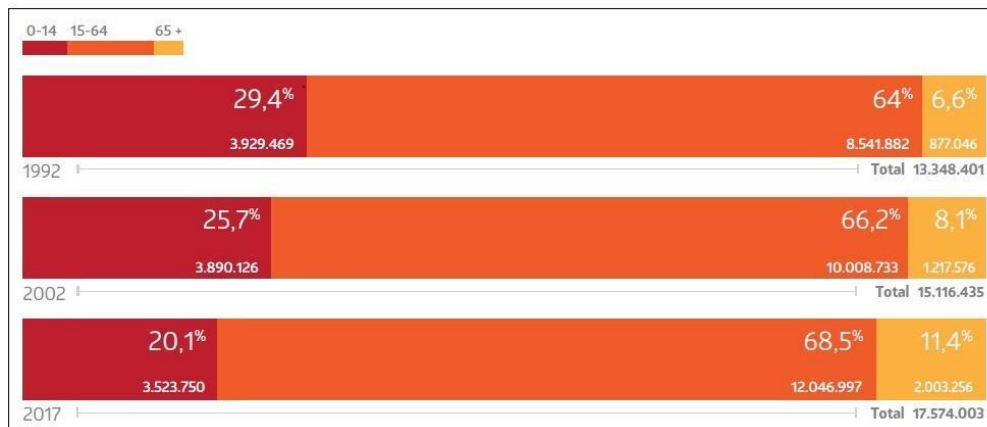 0-14 15-64 65 +
29,4% 64% 6,6%
3.929.469 8.541.882 877.046
1992 Total 13.348.401
25,7% 66,2% 8,1%
3.890.126 10.008.733 1.217.576
2002 Total 15.116.435
20,1% 68,5% 11,4%
3.523.750 12.046.997 2.003.256
2017 Total 17.574.003